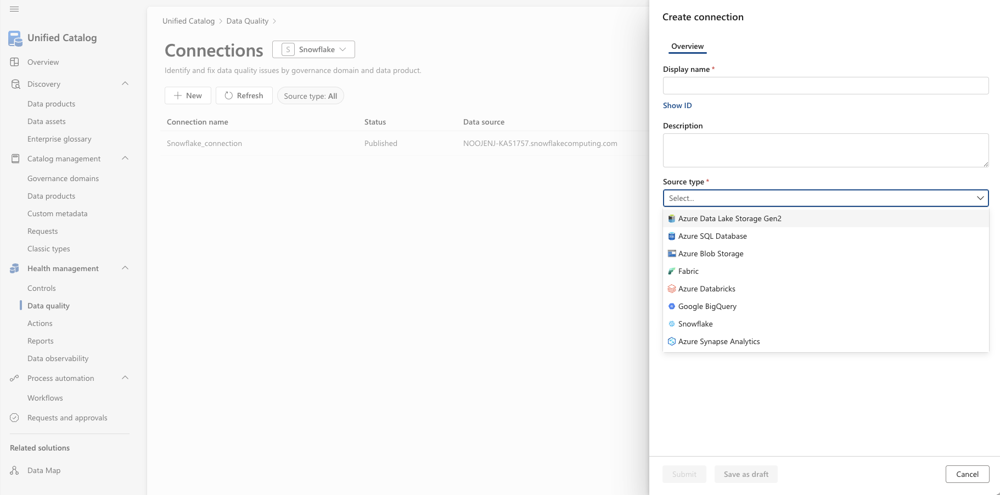 Unified Catalog
Overview
Discovery
Data products
Data assets
Enterprise glossary
Catalog management
Governance domains
Data products
Custom metadata
Requests
Classic types
Health management
Controls
Data quality
Actions
Reports
Data observability
Process automation
Workflows
Requests and approvals
Related solutions
Data Map
Unified Catalog > Data Quality >
Connections
S Snowflake
Identify and fix data quality issues by governance domain and data product.
New Refresh Source type: All
Connection name Status Data source
Snowflake_connection Published NOOJENJ-KA51757.snowflakecomputing.com
Create connection
Overview
Display name *
Show ID
Description
Source type *
Select...
Azure Data Lake Storage Gen2
SQL Azure SQL Database
Azure Blob Storage
Fabric
Azure Databricks
Google BigQuery
Snowflake
Azure Synapse Analytics
Submit Save as draft Cancel